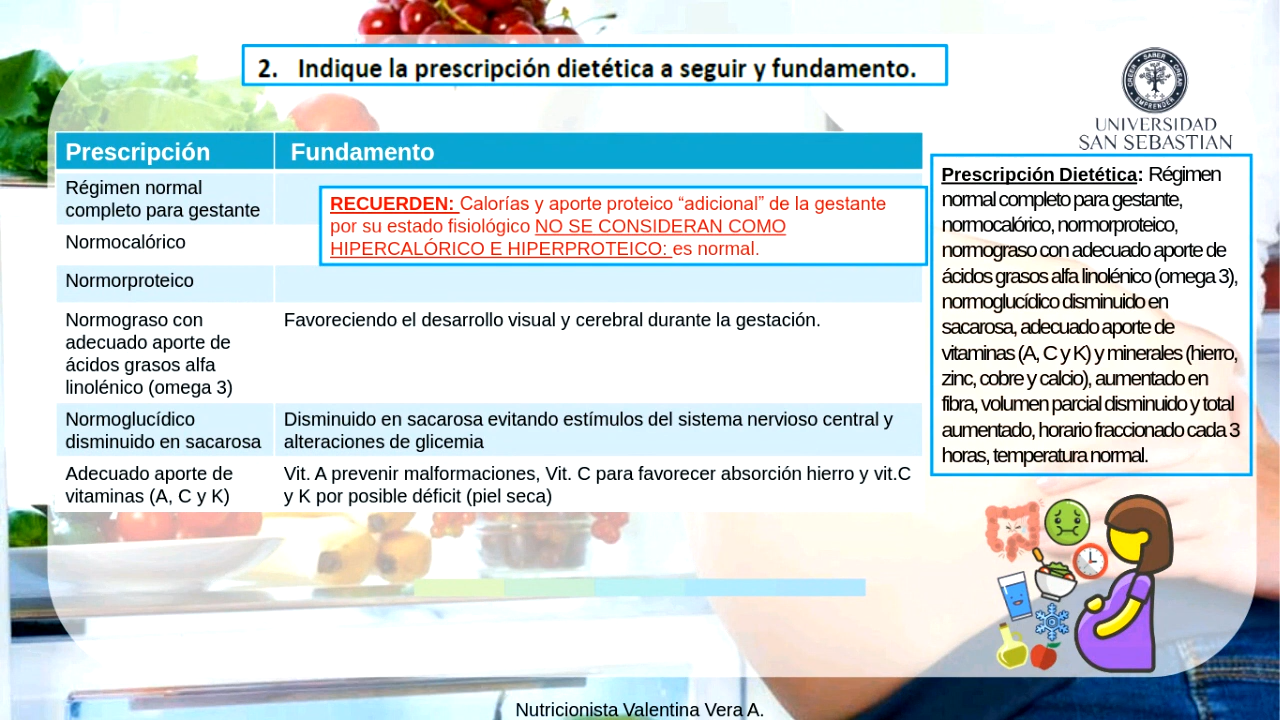 2. Indique la prescripción dietética a seguir y fundamento.
CREER SABER CREAR
EMPRENDER
UNIVERSIDAD
SAN SEBASTIAN
Prescripción Fundamento
Régimen normal
completo para gestante
RECUERDEN: Calorías y aporte proteico “adicional” de la gestante
por su estado fisiológico NO SE CONSIDERAN COMO
HIPERCALÓRICO E HIPERPROTEICO: es normal.
Normocalórico
Normorproteico
Normograso con
adecuado aporte de
ácidos grasos alfa
linolénico (omega 3)
Favoreciendo el desarrollo visual y cerebral durante la gestación.
Normoglucídico
disminuido en sacarosa
Disminuido en sacarosa evitando estímulos del sistema nervioso central y
alteraciones de glicemia
Adecuado aporte de
vitaminas (A, C y K)
Vit. A prevenir malformaciones, Vit. C para favorecer absorción hierro y vit.C
y K por posible déficit (piel seca)
Prescripción Dietética: Régimen
normal completo para gestante,
normocalórico, normorproteico,
normograso con adecuado aporte de
ácidos grasos alfa linolénico (omega 3),
normoglucídico disminuido en
sacarosa, adecuado aporte de
vitaminas (A, C y K) y minerales (hierro,
zinc, cobre y calcio), aumentado en
fibra, volumen parcial disminuido y total
aumentado, horario fraccionado cada 3
horas, temperatura normal.
Nutricionista Valentina Vera A.